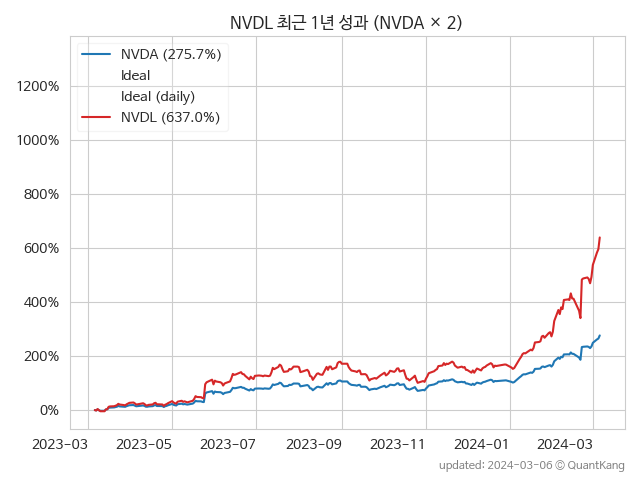 NVDL 최근 1년 성과 (NVDA × 2)
NVDA (275.7%)
Ideal
Ideal (daily)
NVDL (637.0%)
1200%
1000%
800%
600%
400%
200%
0%
2023-03 2023-05 2023-07 2023-09 2023-11 2024-01 2024-03
updated: 2024-03-06 © QuantKang